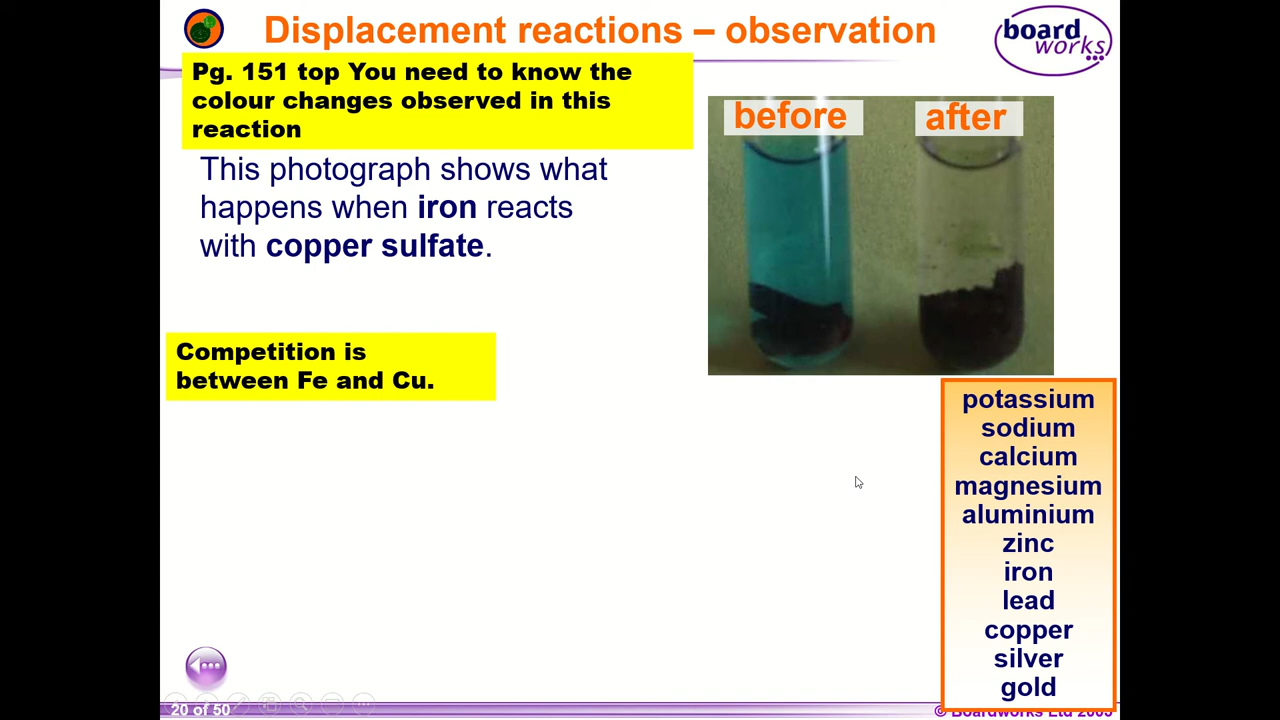 Displacement reactions – observation
board
works
Pg. 151 top You need to know the
colour changes observed in this
reaction
before
after
This photograph shows what
happens when iron reacts
with copper sulfate.
Competition is
between Fe and Cu.
potassium
sodium
calcium
magnesium
aluminium
zinc
iron
lead
copper
silver
gold
20 of 50
© Boardworks Ltd 2005